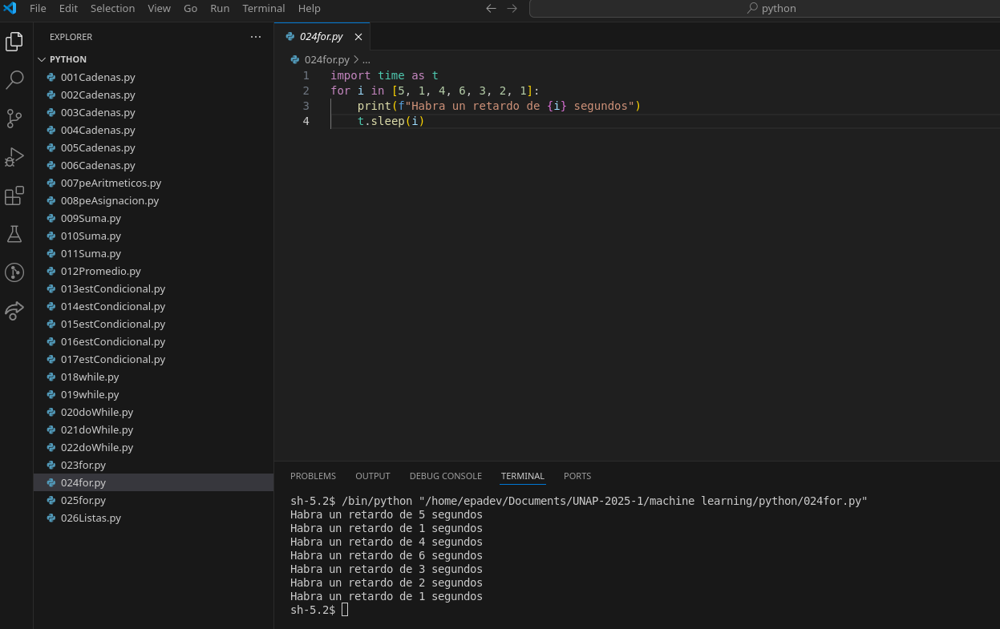 File Edit Selection View Go Run Terminal Help python
EXPLORER ...
PYTHON
001Cadenas.py
002Cadenas.py
003Cadenas.py
004Cadenas.py
005Cadenas.py
006Cadenas.py
007peAritmeticos.py
008peAsignacion.py
009Suma.py
010Suma.py
011Suma.py
012Promedio.py
013estCondicional.py
014estCondicional.py
015estCondicional.py
016estCondicional.py
017estCondicional.py
018while.py
019while.py
020doWhile.py
021doWhile.py
022doWhile.py
023for.py
024for.py
025for.py
026Listas.py
024for.py
024for.py > ...
1 import time as t
2 for i in [5, 1, 4, 6, 3, 2, 1]:
3     print(f"Habra un retardo de {i} segundos")
4     t.sleep(i)
PROBLEMS OUTPUT DEBUG CONSOLE TERMINAL PORTS
sh-5.2$ /bin/python "/home/epadev/Documents/UNAP-2025-1/machine learning/python/024for.py"
Habra un retardo de 5 segundos
Habra un retardo de 1 segundos
Habra un retardo de 4 segundos
Habra un retardo de 6 segundos
Habra un retardo de 3 segundos
Habra un retardo de 2 segundos
Habra un retardo de 1 segundos
sh-5.2$